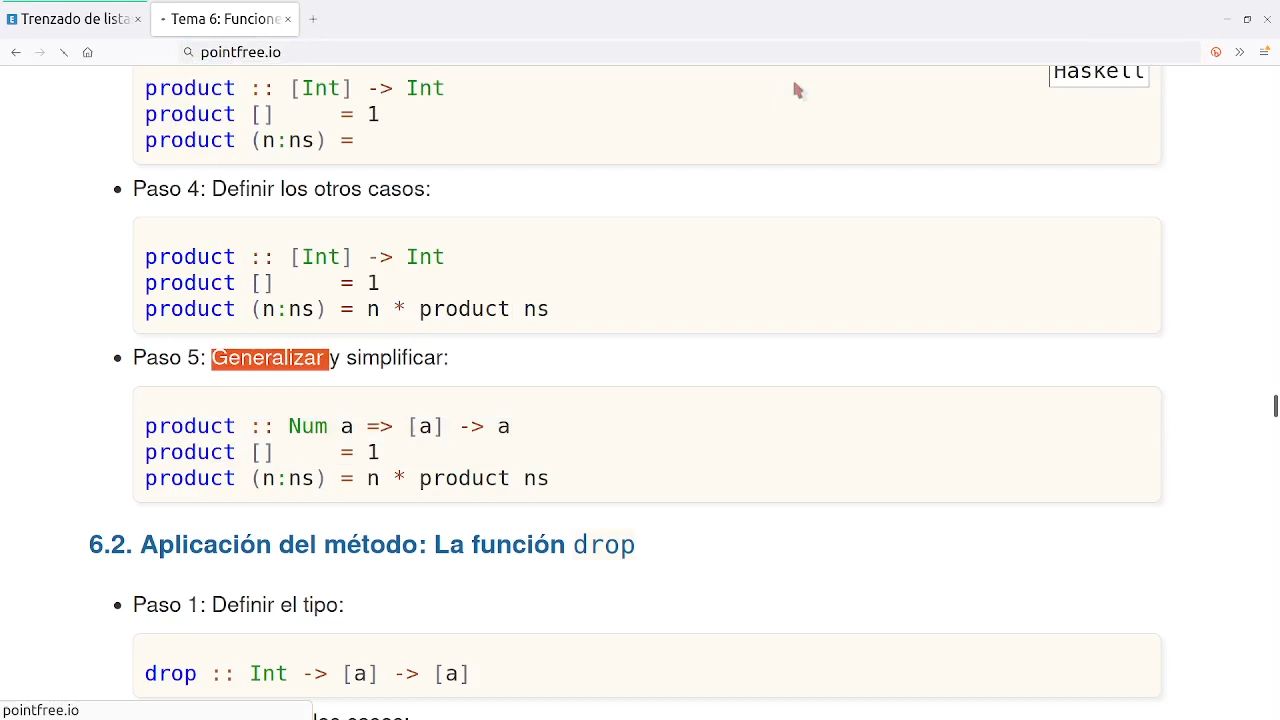 Trenzado de lista
Tema 6: Funcione
pointfree.io
product :: [Int] -> Int
Haskell
product []     = 1
product (n:ns) =
• Paso 4: Definir los otros casos:
product :: [Int] -> Int
product []     = 1
product (n:ns) = n * product ns
• Paso 5: Generalizar y simplificar:
product :: Num a => [a] -> a
product []     = 1
product (n:ns) = n * product ns
6.2. Aplicación del método: La función drop
• Paso 1: Definir el tipo:
drop :: Int -> [a] -> [a]
pointfree.io